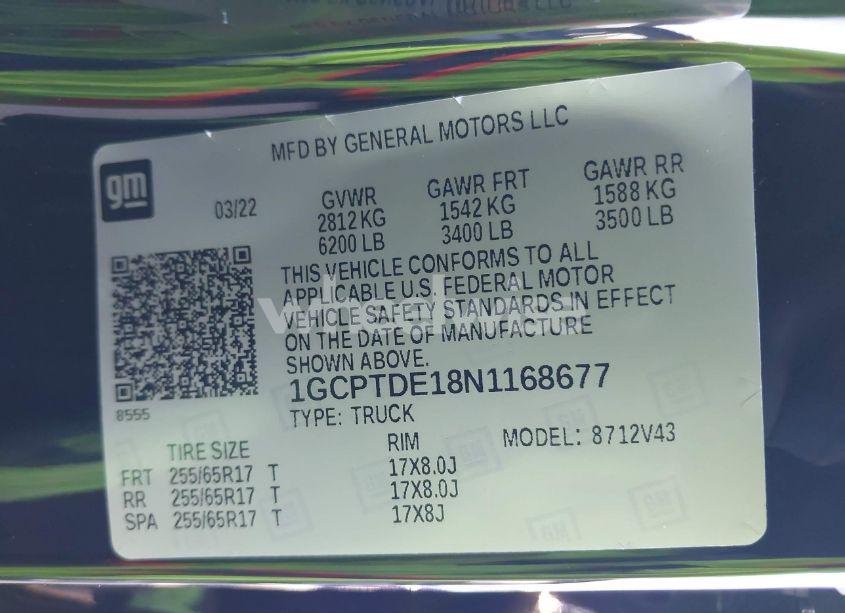 MFD BY GENERAL MOTORS LLC
gm
03/22
GVWR GAWR FRT GAWR RR
2812 KG 1542 KG 1588 KG
6200 LB 3400 LB 3500 LB
THIS VEHICLE CONFORMS TO ALL
APPLICABLE U.S. FEDERAL MOTOR
VEHICLE SAFETY STANDARDS IN EFFECT
ON THE DATE OF MANUFACTURE
SHOWN ABOVE.
1GCPTDE18N1168677
8555
TYPE: TRUCK
TIRE SIZE RIM MODEL: 8712V43
FRT 255/65R17 T 17X8.0J
RR 255/65R17 T 17X8.0J
SPA 255/65R17 T 17X8J